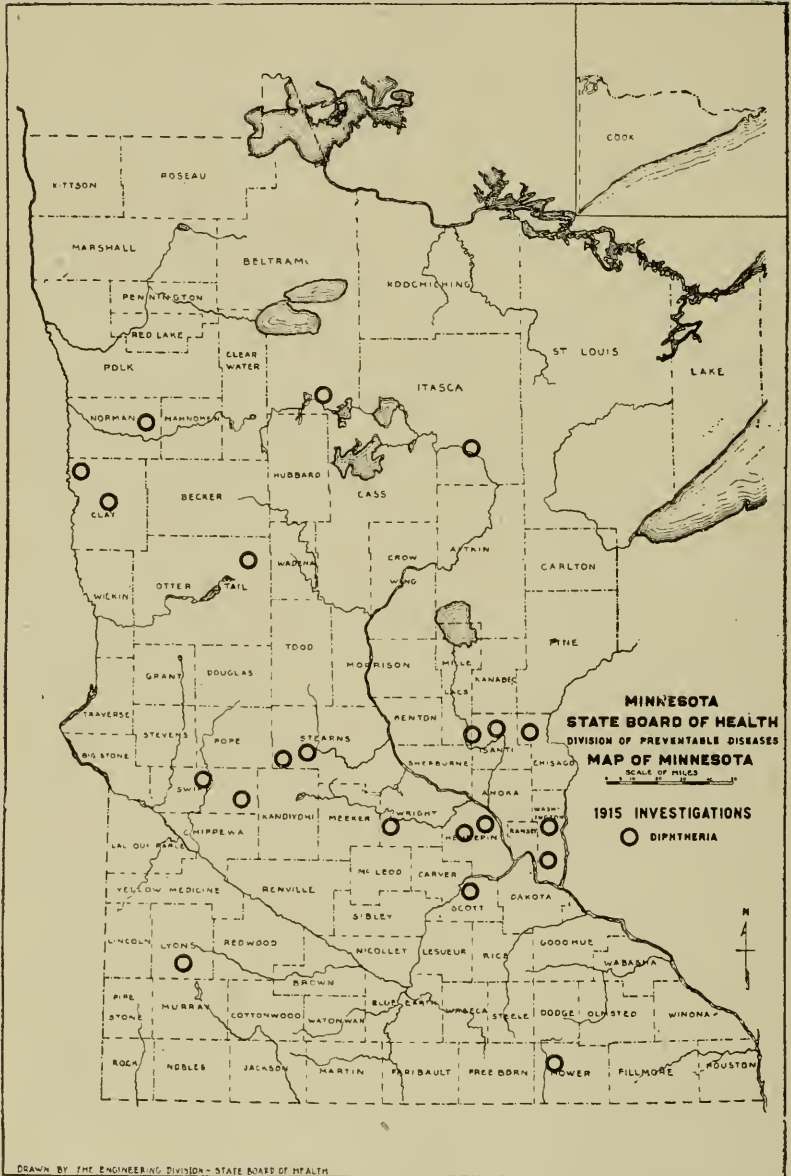 COOK
KITTSON
ROSEAU
MARSHALL
BELTRAMI
KOOCHICHING
PENNINGTON
RED LAKE
CLEAR
WATER
POLK
ST LOUIS
ITASCA
LAKE
NORMAN
MAHNOMEN
HUBBARD
CASS
BECKER
CLAY
AITKIN
CROW
WING
WADENA
CARLTON
OTTER
TAIL
WILKIN
PINE
TODD
MORRISON
MILLE
LACS
KANABEC
GRANT
DOUGLAS
TRAVERSE
STEVENS
POPE
STEARNS
BENTON
ISANTI
CHISAGO
BIG STONE
SHERBURNE
ANOKA
MINNESOTA
STATE BOARD OF HEALTH
DIVISION OF PREVENTABLE DISEASES
MAP OF MINNESOTA
SCALE OF MILES
1915 INVESTIGATIONS
DIPHTHERIA
SWIFT
KANDIYOHI
MEEKER
WRIGHT
HENNEPIN
RAMSEY
WASH-
INGTON
CHIPPEWA
LAC QUI PARLE
MC LEOD
CARVER
YELLOW MEDICINE
RENVILLE
SCOTT
DAKOTA
SIBLEY
LINCOLN
LYONS
REDWOOD
NICOLLET
LESUEUR
RICE
GOODHUE
WABASHA
N
BROWN
PIPE
STONE
MURRAY
COTTONWOOD
WATONWAN
BLUE EARTH
WASECA
STEELE
DODGE
OLMSTED
WINONA
ROCK
NOBLES
JACKSON
MARTIN
FARIBAULT
FREE BORN
MOWER
FILLMORE
HOUSTON
DRAWN BY THE ENGINEERING DIVISION - STATE BOARD OF HEALTH